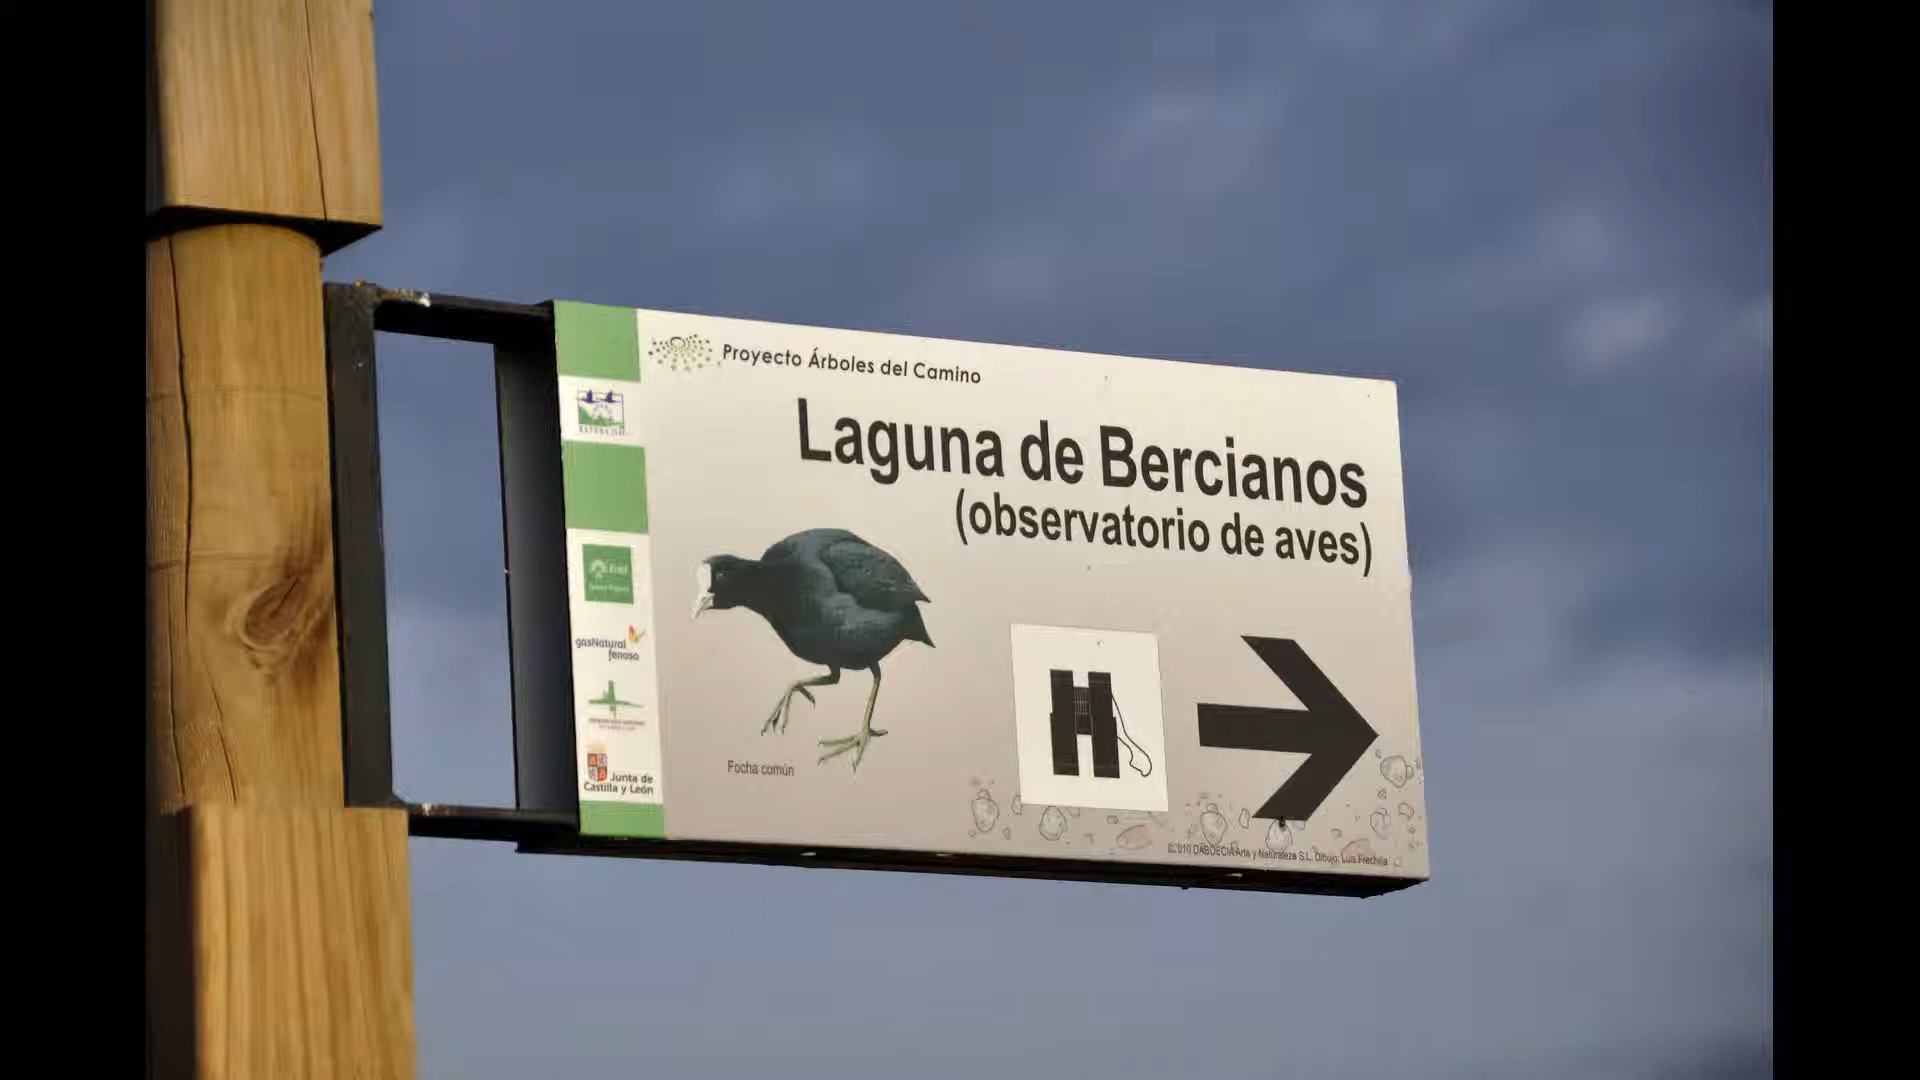 Proyecto Árboles del Camino
Laguna de Bercianos
(observatorio de aves)
gasNatural
fenosa
Junta de
Castilla y León
Focha común
DABOECIA Arte y Naturaleza S.L. Dibujo: Luis Frechilla